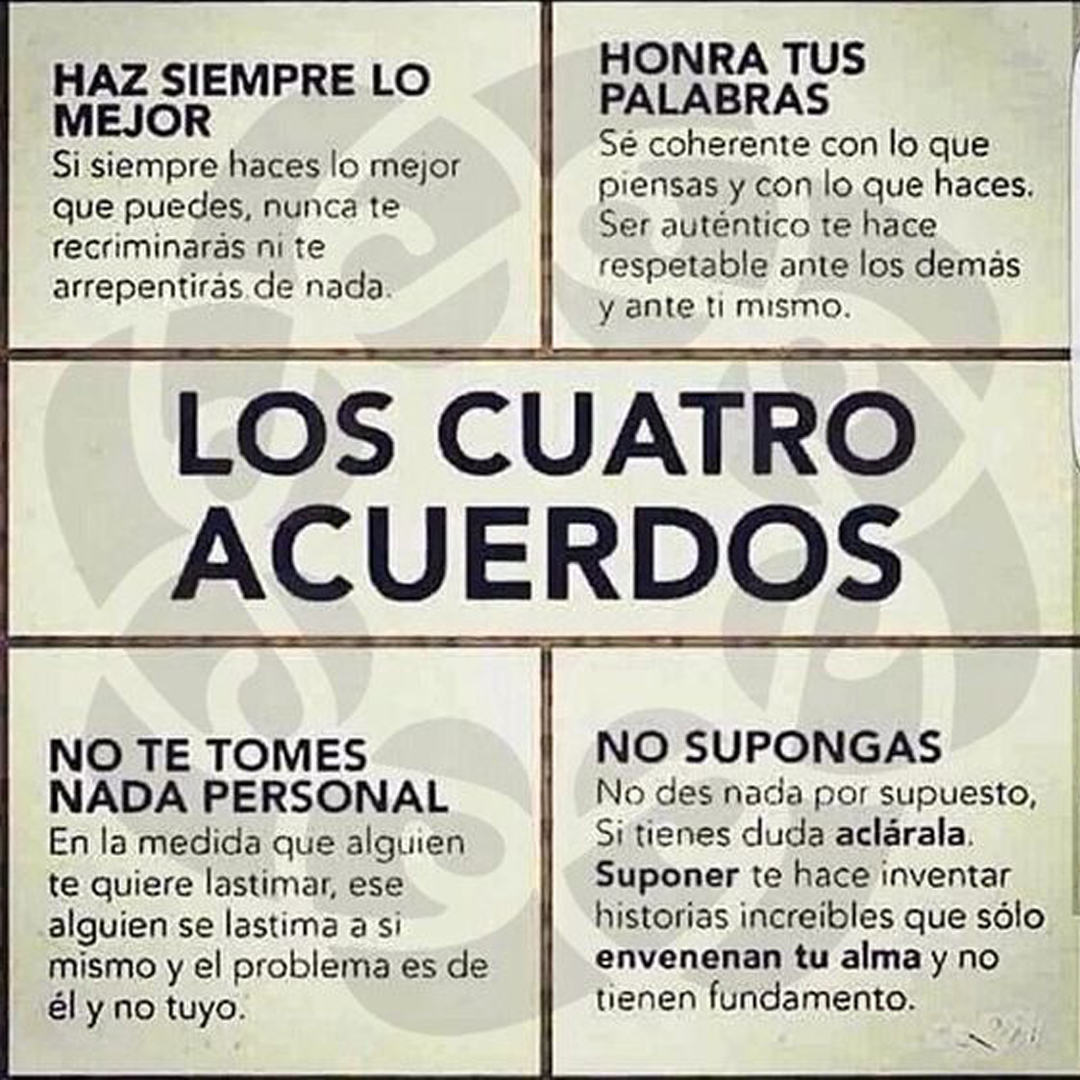 HAZ SIEMPRE LO
MEJOR
Si siempre haces lo mejor
que puedes, nunca te
recriminarás ni te
arrepentirás de nada.
HONRA TUS
PALABRAS
Sé coherente con lo que
piensas y con lo que haces.
Ser auténtico te hace
respetable ante los demás
y ante ti mismo.
LOS CUATRO
ACUERDOS
NO TE TOMES
NADA PERSONAL
En la medida que alguien
te quiere lastimar, ese
alguien se lastima a si
mismo y el problema es de
él y no tuyo.
NO SUPONGAS
No des nada por supuesto,
Si tienes duda aclárala.
Suponer te hace inventar
historias increíbles que sólo
envenenan tu alma y no
tienen fundamento.